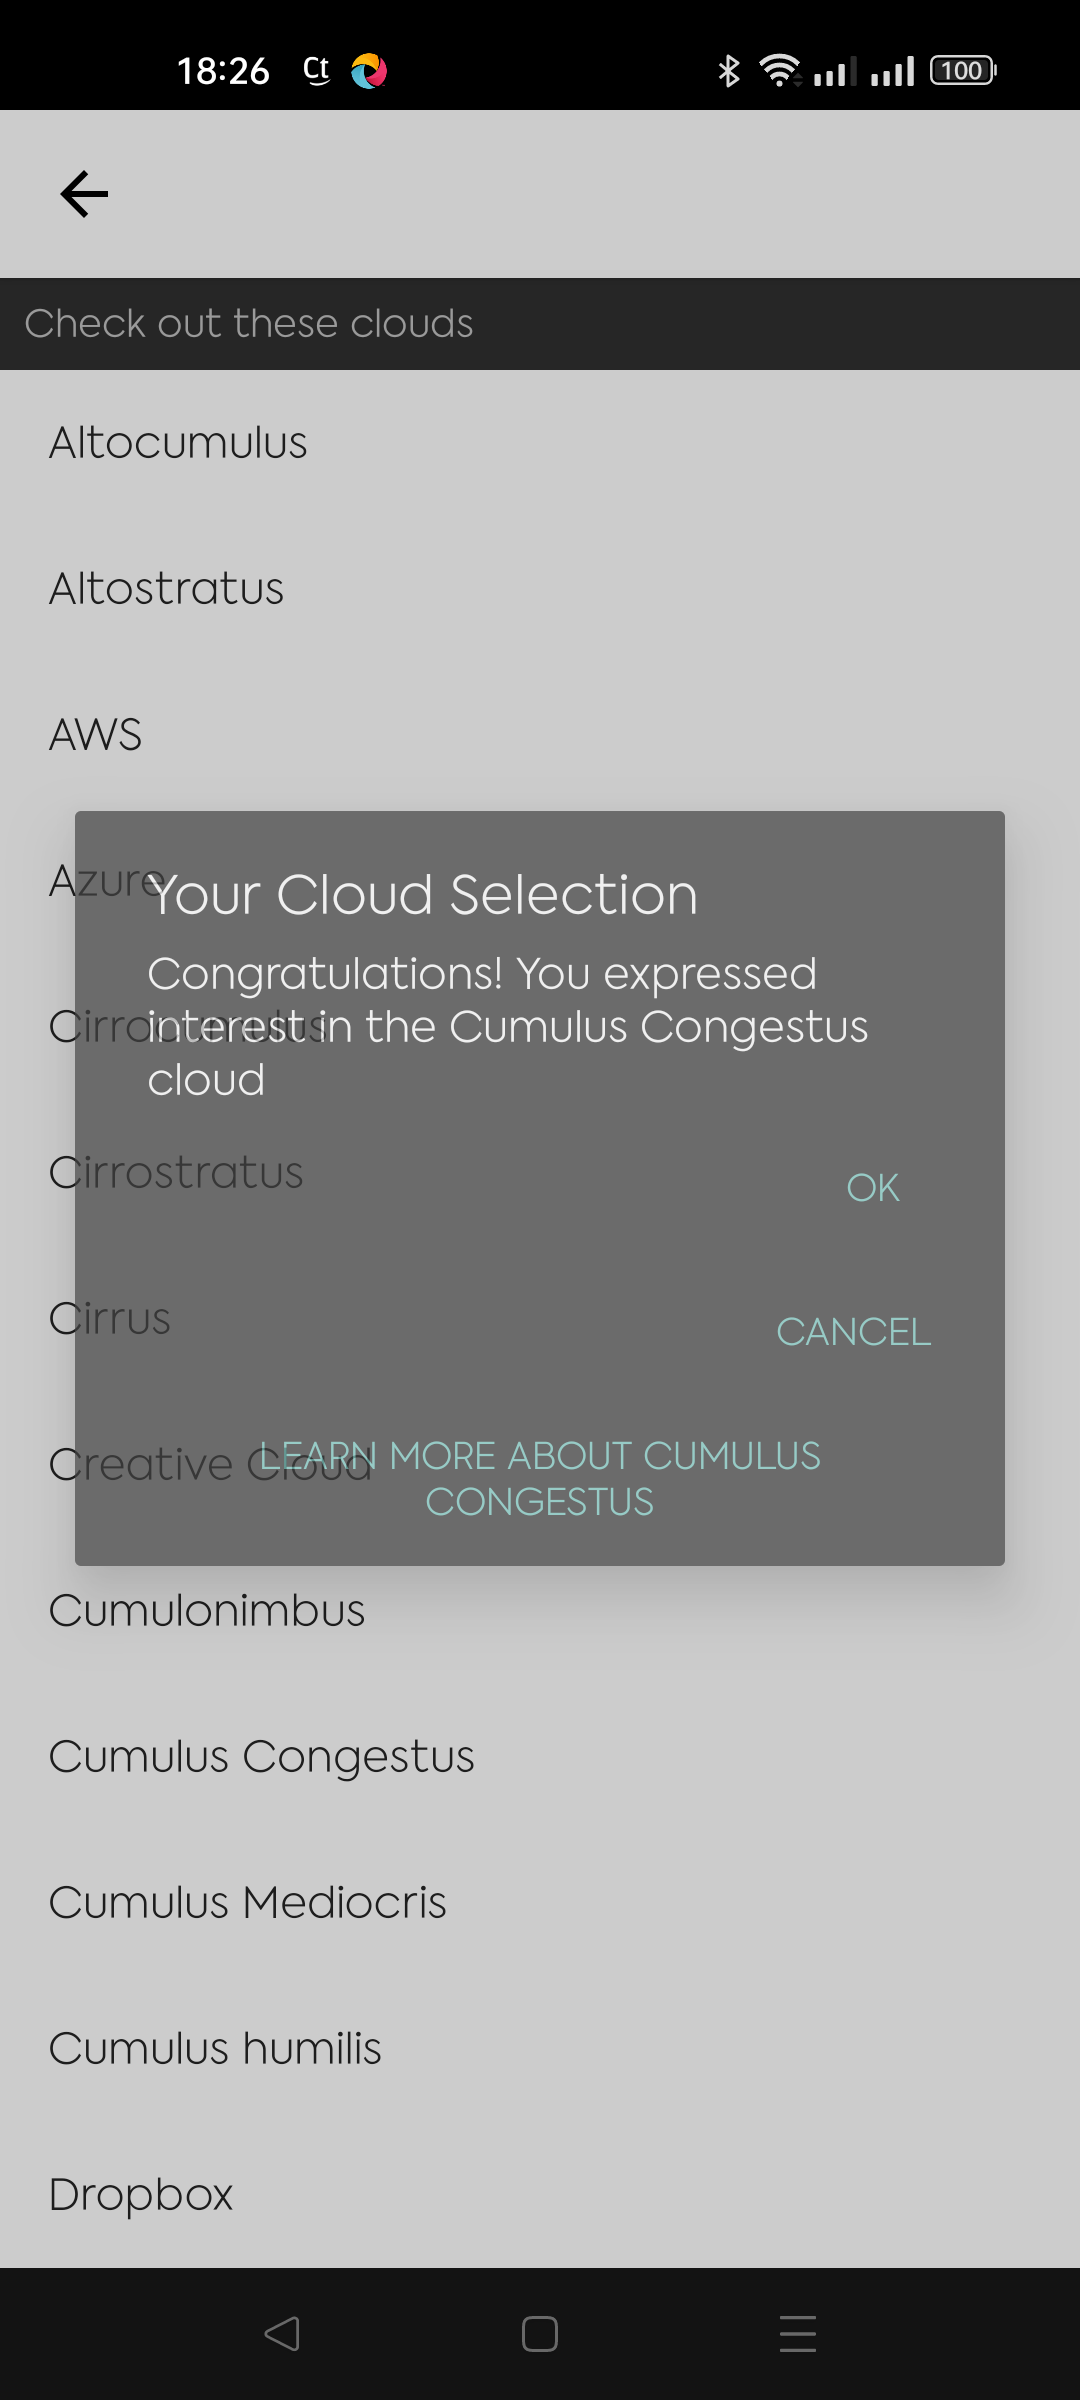 18:26 Ct 100
Check out these clouds
Altocumulus
Altostratus
AWS
Azure
Your Cloud Selection
Congratulations! You expressed
Cirrocumulus
interest in the Cumulus Congestus
cloud
Cirrostratus
OK
Cirrus
CANCEL
Creative Cloud
LEARN MORE ABOUT CUMULUS
CONGESTUS
Cumulonimbus
Cumulus Congestus
Cumulus Mediocris
Cumulus humilis
Dropbox